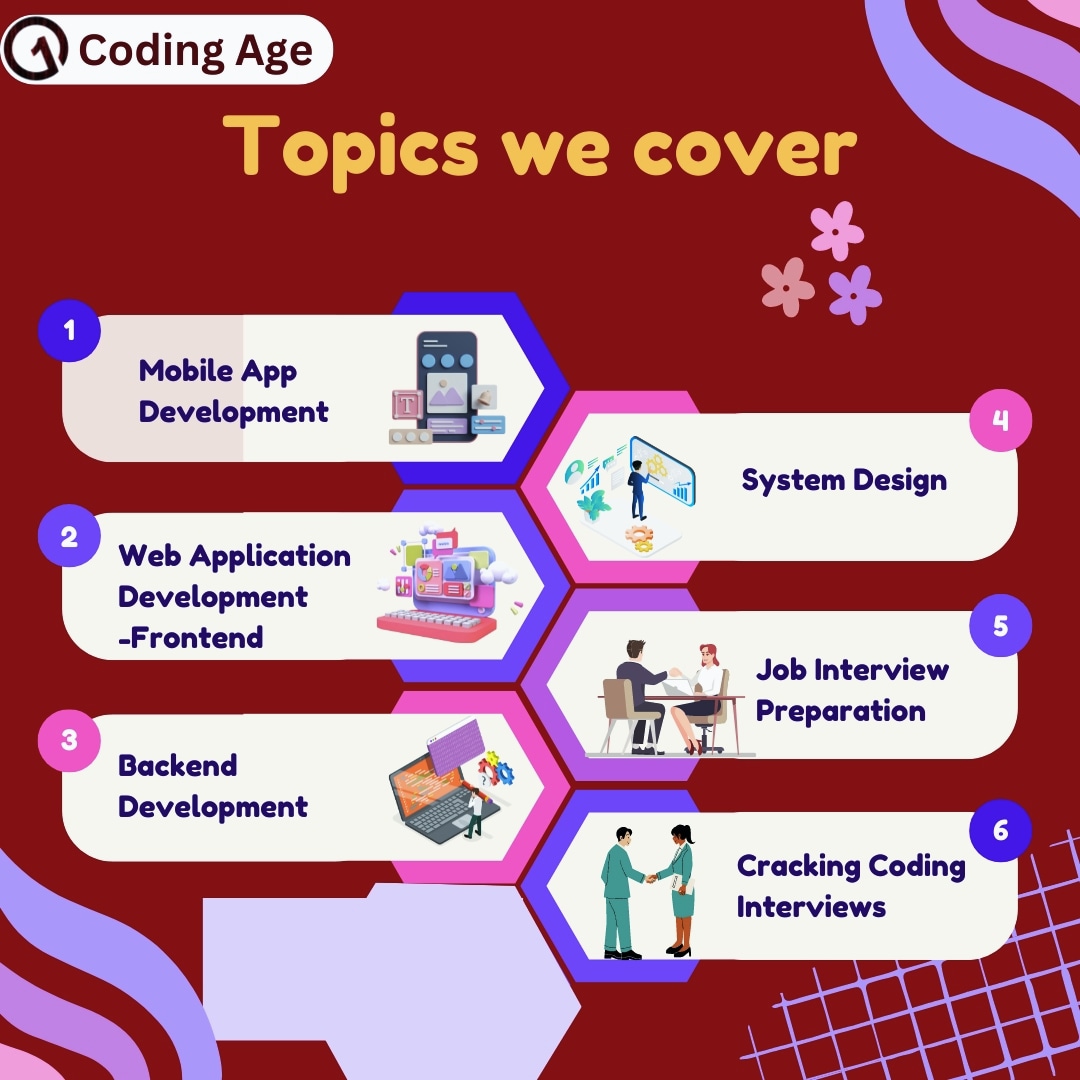 Coding Age
Topics we cover
1
Mobile App
Development
2
Web Application
Development
-Frontend
3
Backend
Development
4
System Design
5
Job Interview
Preparation
6
Cracking Coding
Interviews